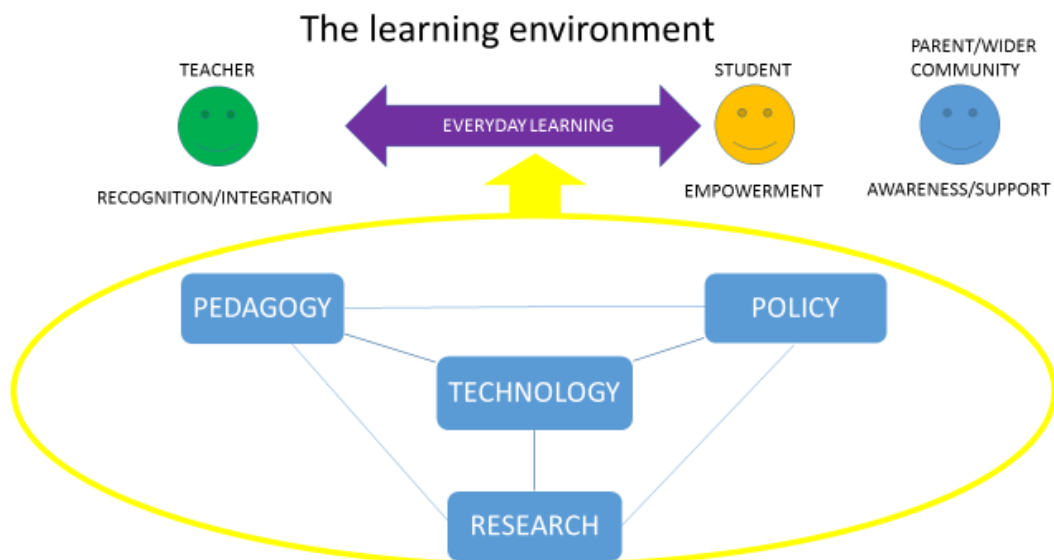 The learning environment
TEACHER
STUDENT
PARENT/WIDER
COMMUNITY
EVERYDAY LEARNING
RECOGNITION/INTEGRATION
EMPOWERMENT
AWARENESS/SUPPORT
PEDAGOGY
POLICY
TECHNOLOGY
RESEARCH